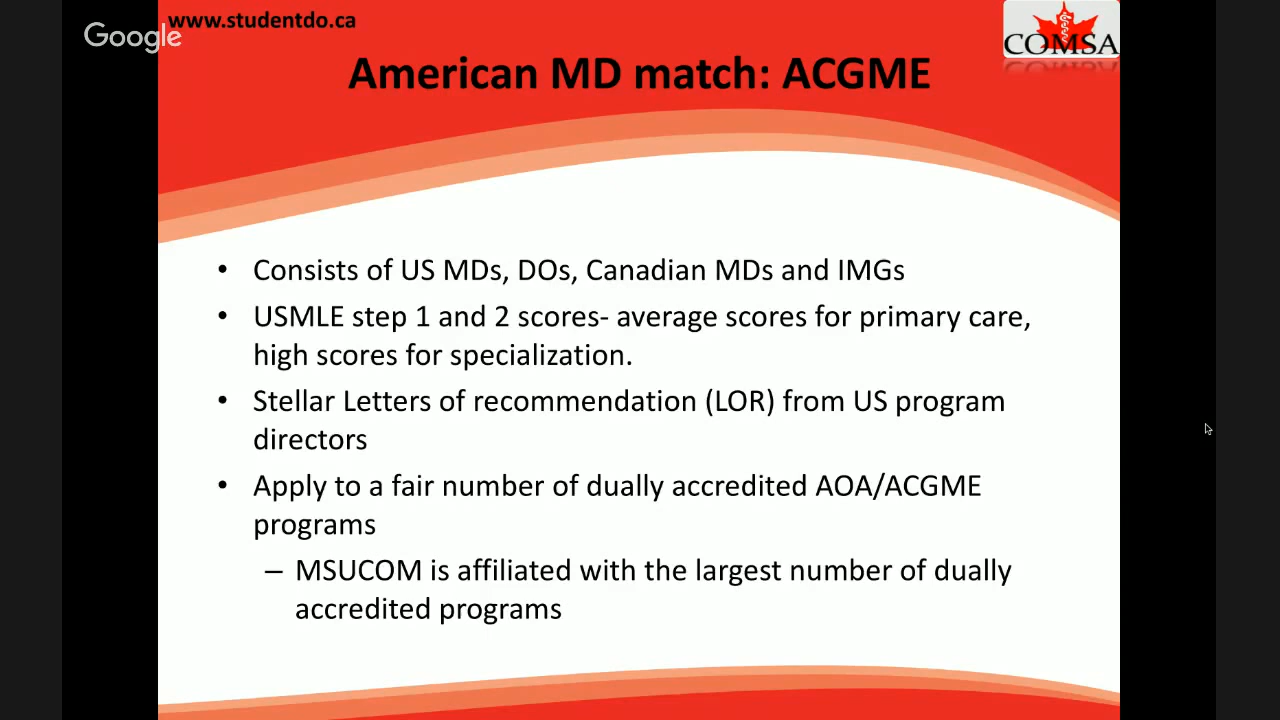 www.studentdo.ca
Google
COMSA
American MD match: ACGME
• Consists of US MDs, DOs, Canadian MDs and IMGs
• USMLE step 1 and 2 scores- average scores for primary care,
high scores for specialization.
• Stellar Letters of recommendation (LOR) from US program
directors
• Apply to a fair number of dually accredited AOA/ACGME
programs
– MSUCOM is affiliated with the largest number of dually
accredited programs